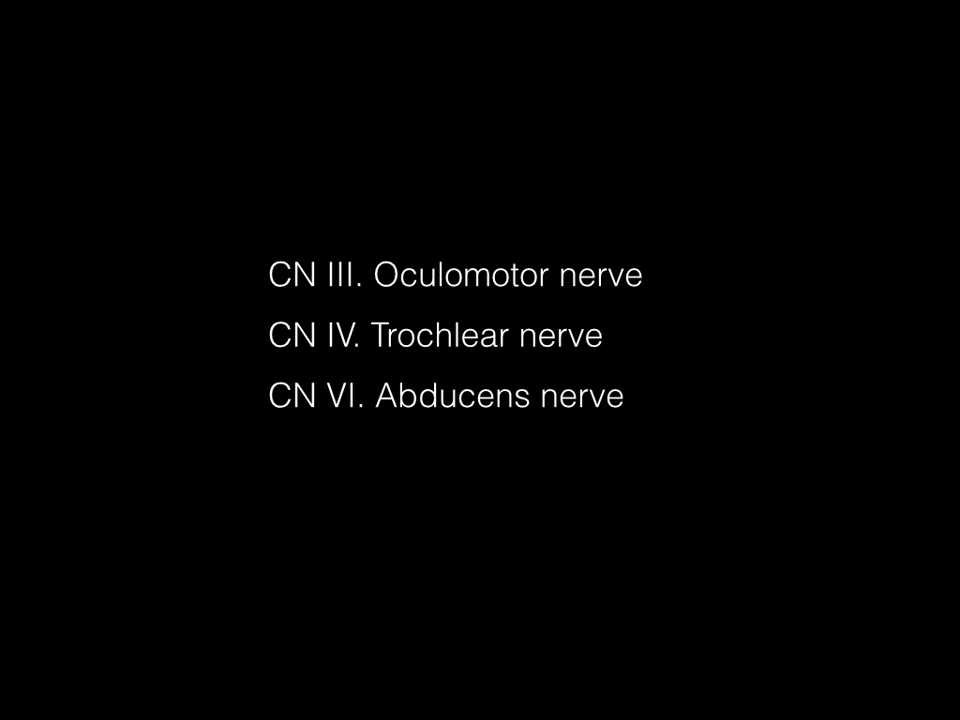 CN III. Oculomotor nerve
CN IV. Trochlear nerve
CN VI. Abducens nerve